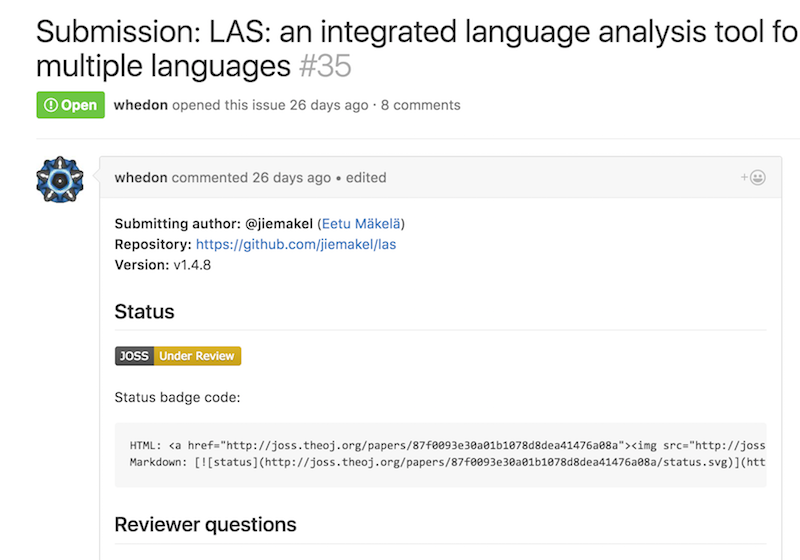 Submission: LAS: an integrated language analysis tool fo
multiple languages #35
Open whedon opened this issue 26 days ago · 8 comments
whedon commented 26 days ago • edited
Submitting author: @jiemakel (Eetu Mäkelä)
Repository: https://github.com/jiemakel/las
Version: v1.4.8
Status
JOSS Under Review
Status badge code:
HTML: <a href="http://joss.theoj.org/papers/87f0093e30a01b1078d8dea41476a08a"><img src="http://joss
Markdown: [![status](http://joss.theoj.org/papers/87f0093e30a01b1078d8dea41476a08a/status.svg)](htt
Reviewer questions